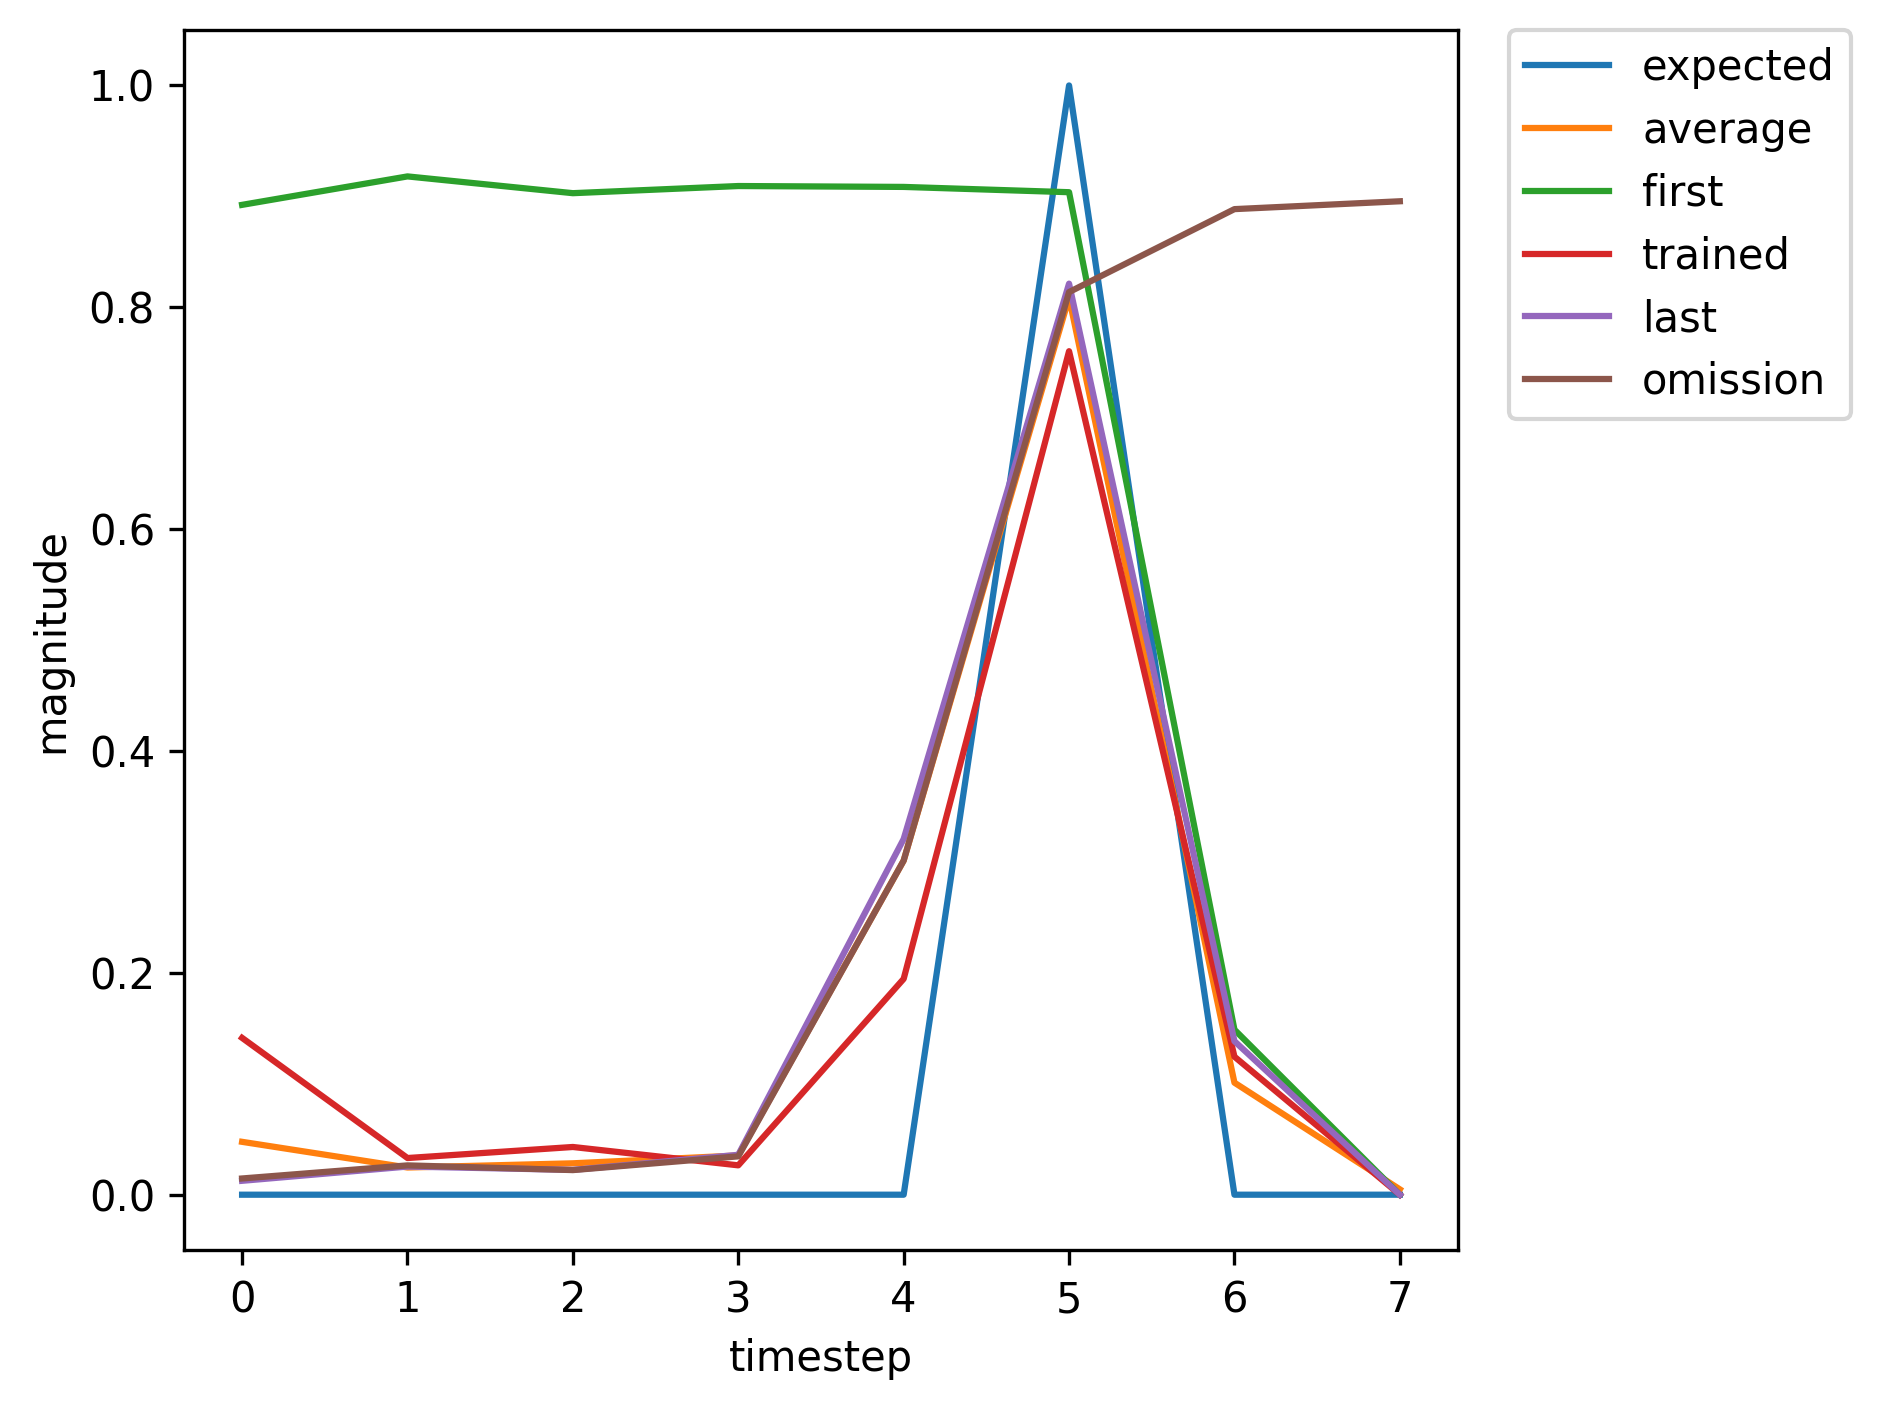 1.0
0.8
0.6
0.4
0.2
0.0
magnitude
0 1 2 3 4 5 6 7
timestep
expected
average
first
trained
last
omission